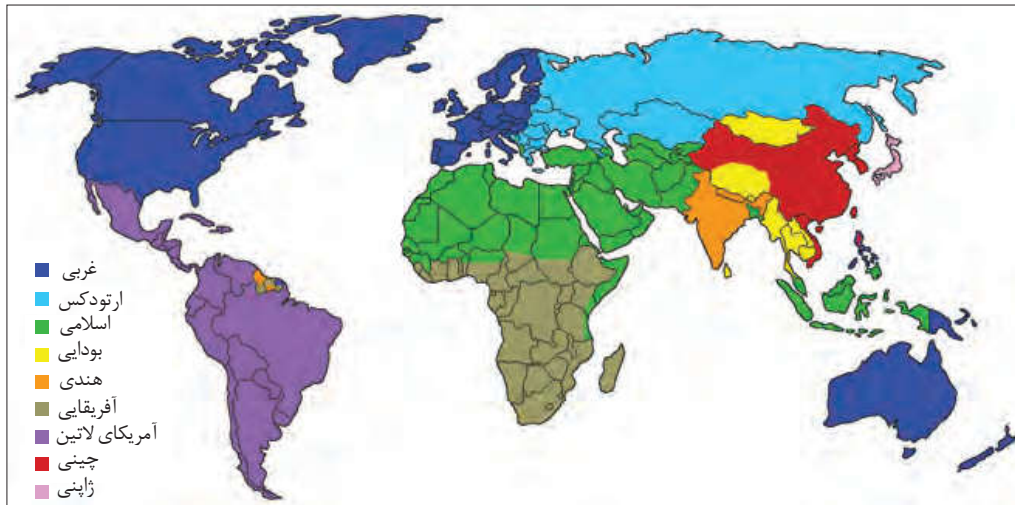 غربی
ارتودکس
اسلامی
بودایی
هندی
آفریقایی
آمریکای لاتین
چینی
ژاپنی